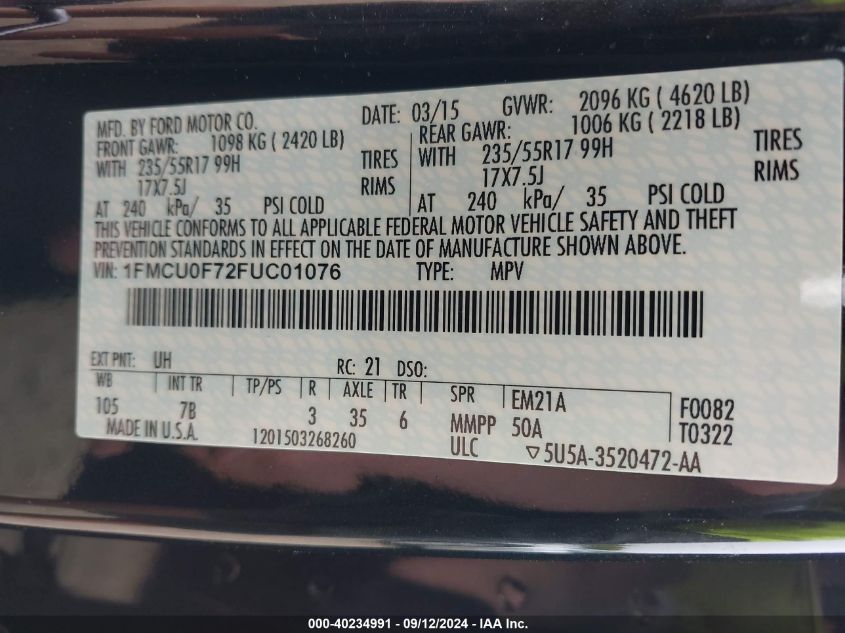 MFD. BY FORD MOTOR CO. DATE: 03/15 GVWR: 2096 KG ( 4620 LB)
FRONT GAWR: 1098 KG ( 2420 LB) REAR GAWR: 1006 KG ( 2218 LB)
WITH 235/55R17 99H TIRES WITH 235/55R17 99H TIRES
17X7.5J RIMS 17X7.5J RIMS
AT 240 kPa/ 35 PSI COLD AT 240 kPa/ 35 PSI COLD
THIS VEHICLE CONFORMS TO ALL APPLICABLE FEDERAL MOTOR VEHICLE SAFETY AND THEFT
PREVENTION STANDARDS IN EFFECT ON THE DATE OF MANUFACTURE SHOWN ABOVE.
VIN: 1FMCU0F72FUC01076 TYPE: MPV
EXT PNT: UH RC: 21 DSO:
WB INT TR TP/PS R AXLE TR SPR EM21A F0082
105 7B 3 35 6 MMPP 50A T0322
MADE IN U.S.A. 1201503268260 ULC ▽5U5A-3520472-AA
000-40234991 - 09/12/2024 - IAA Inc.